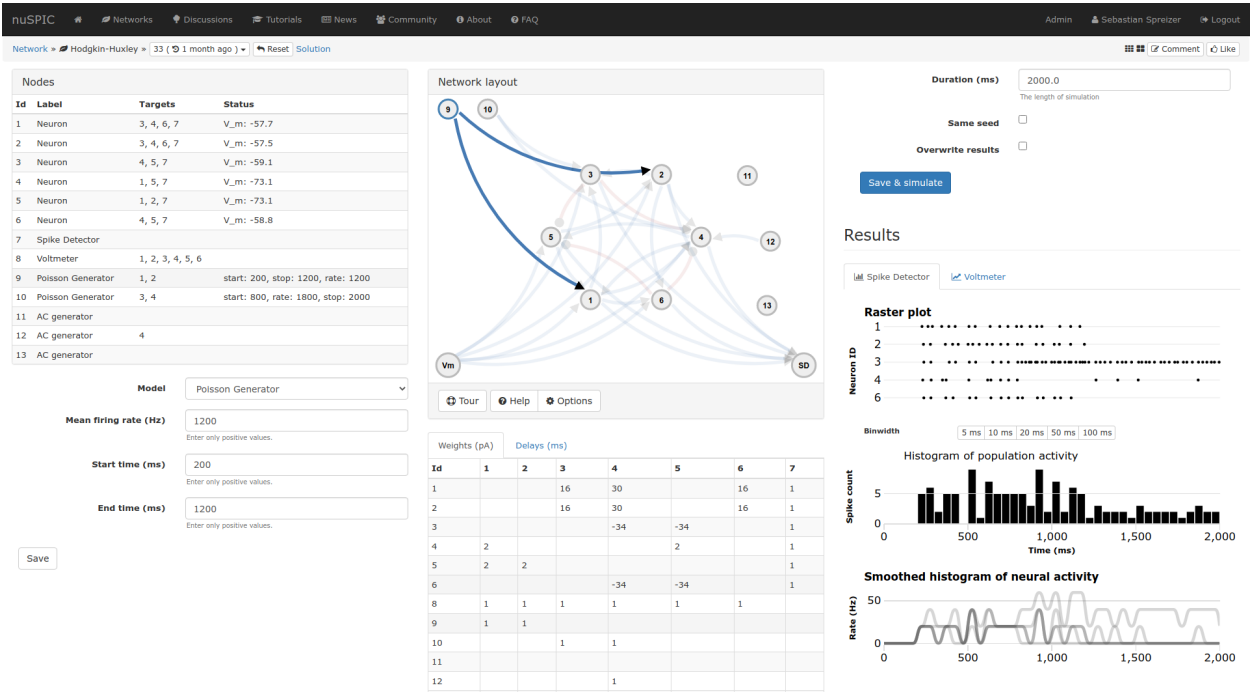 nuSPIC Networks Discussions Tutorials News Community About FAQ Admin Sebastian Spreizer Logout
Network » Hodgkin-Huxley » 33 ( 1 month ago ) Reset Solution Comment Like
Nodes
Id Label Targets Status
1 Neuron 3, 4, 6, 7 V_m: -57.7
2 Neuron 3, 4, 6, 7 V_m: -57.5
3 Neuron 4, 5, 7 V_m: -59.1
4 Neuron 1, 5, 7 V_m: -73.1
5 Neuron 1, 2, 7 V_m: -73.1
6 Neuron 4, 5, 7 V_m: -58.8
7 Spike Detector
8 Voltmeter 1, 2, 3, 4, 5, 6
9 Poisson Generator 1, 2 start: 200, stop: 1200, rate: 1200
10 Poisson Generator 3, 4 start: 800, rate: 1800, stop: 2000
11 AC generator
12 AC generator 4
13 AC generator
Model Poisson Generator
Mean firing rate (Hz) 1200
Enter only positive values.
Start time (ms) 200
Enter only positive values.
End time (ms) 1200
Enter only positive values.
Save
Network layout
9 10
3 2 11
5 4 12
1 6 13
Vm SD
Tour Help Options
Weights (pA) Delays (ms)
Id 1 2 3 4 5 6 7
1 16 30 16 1
2 16 30 16 1
3 -34 -34 1
4 2 2 1
5 2 2 1
6 -34 -34 1
8 1 1 1 1 1 1
9 1 1
10 1 1
11
12 1
Duration (ms) 2000.0
The length of simulation
Same seed
Overwrite results
Save & simulate
Results
Spike Detector Voltmeter
Raster plot
Neuron ID
1
2
3
4
6
Binwidth 5 ms 10 ms 20 ms 50 ms 100 ms
Histogram of population activity
Spike count
5
0
0 500 1,000 1,500 2,000
Time (ms)
Smoothed histogram of neural activity
Rate (Hz)
50
0
0 500 1,000 1,500 2,000